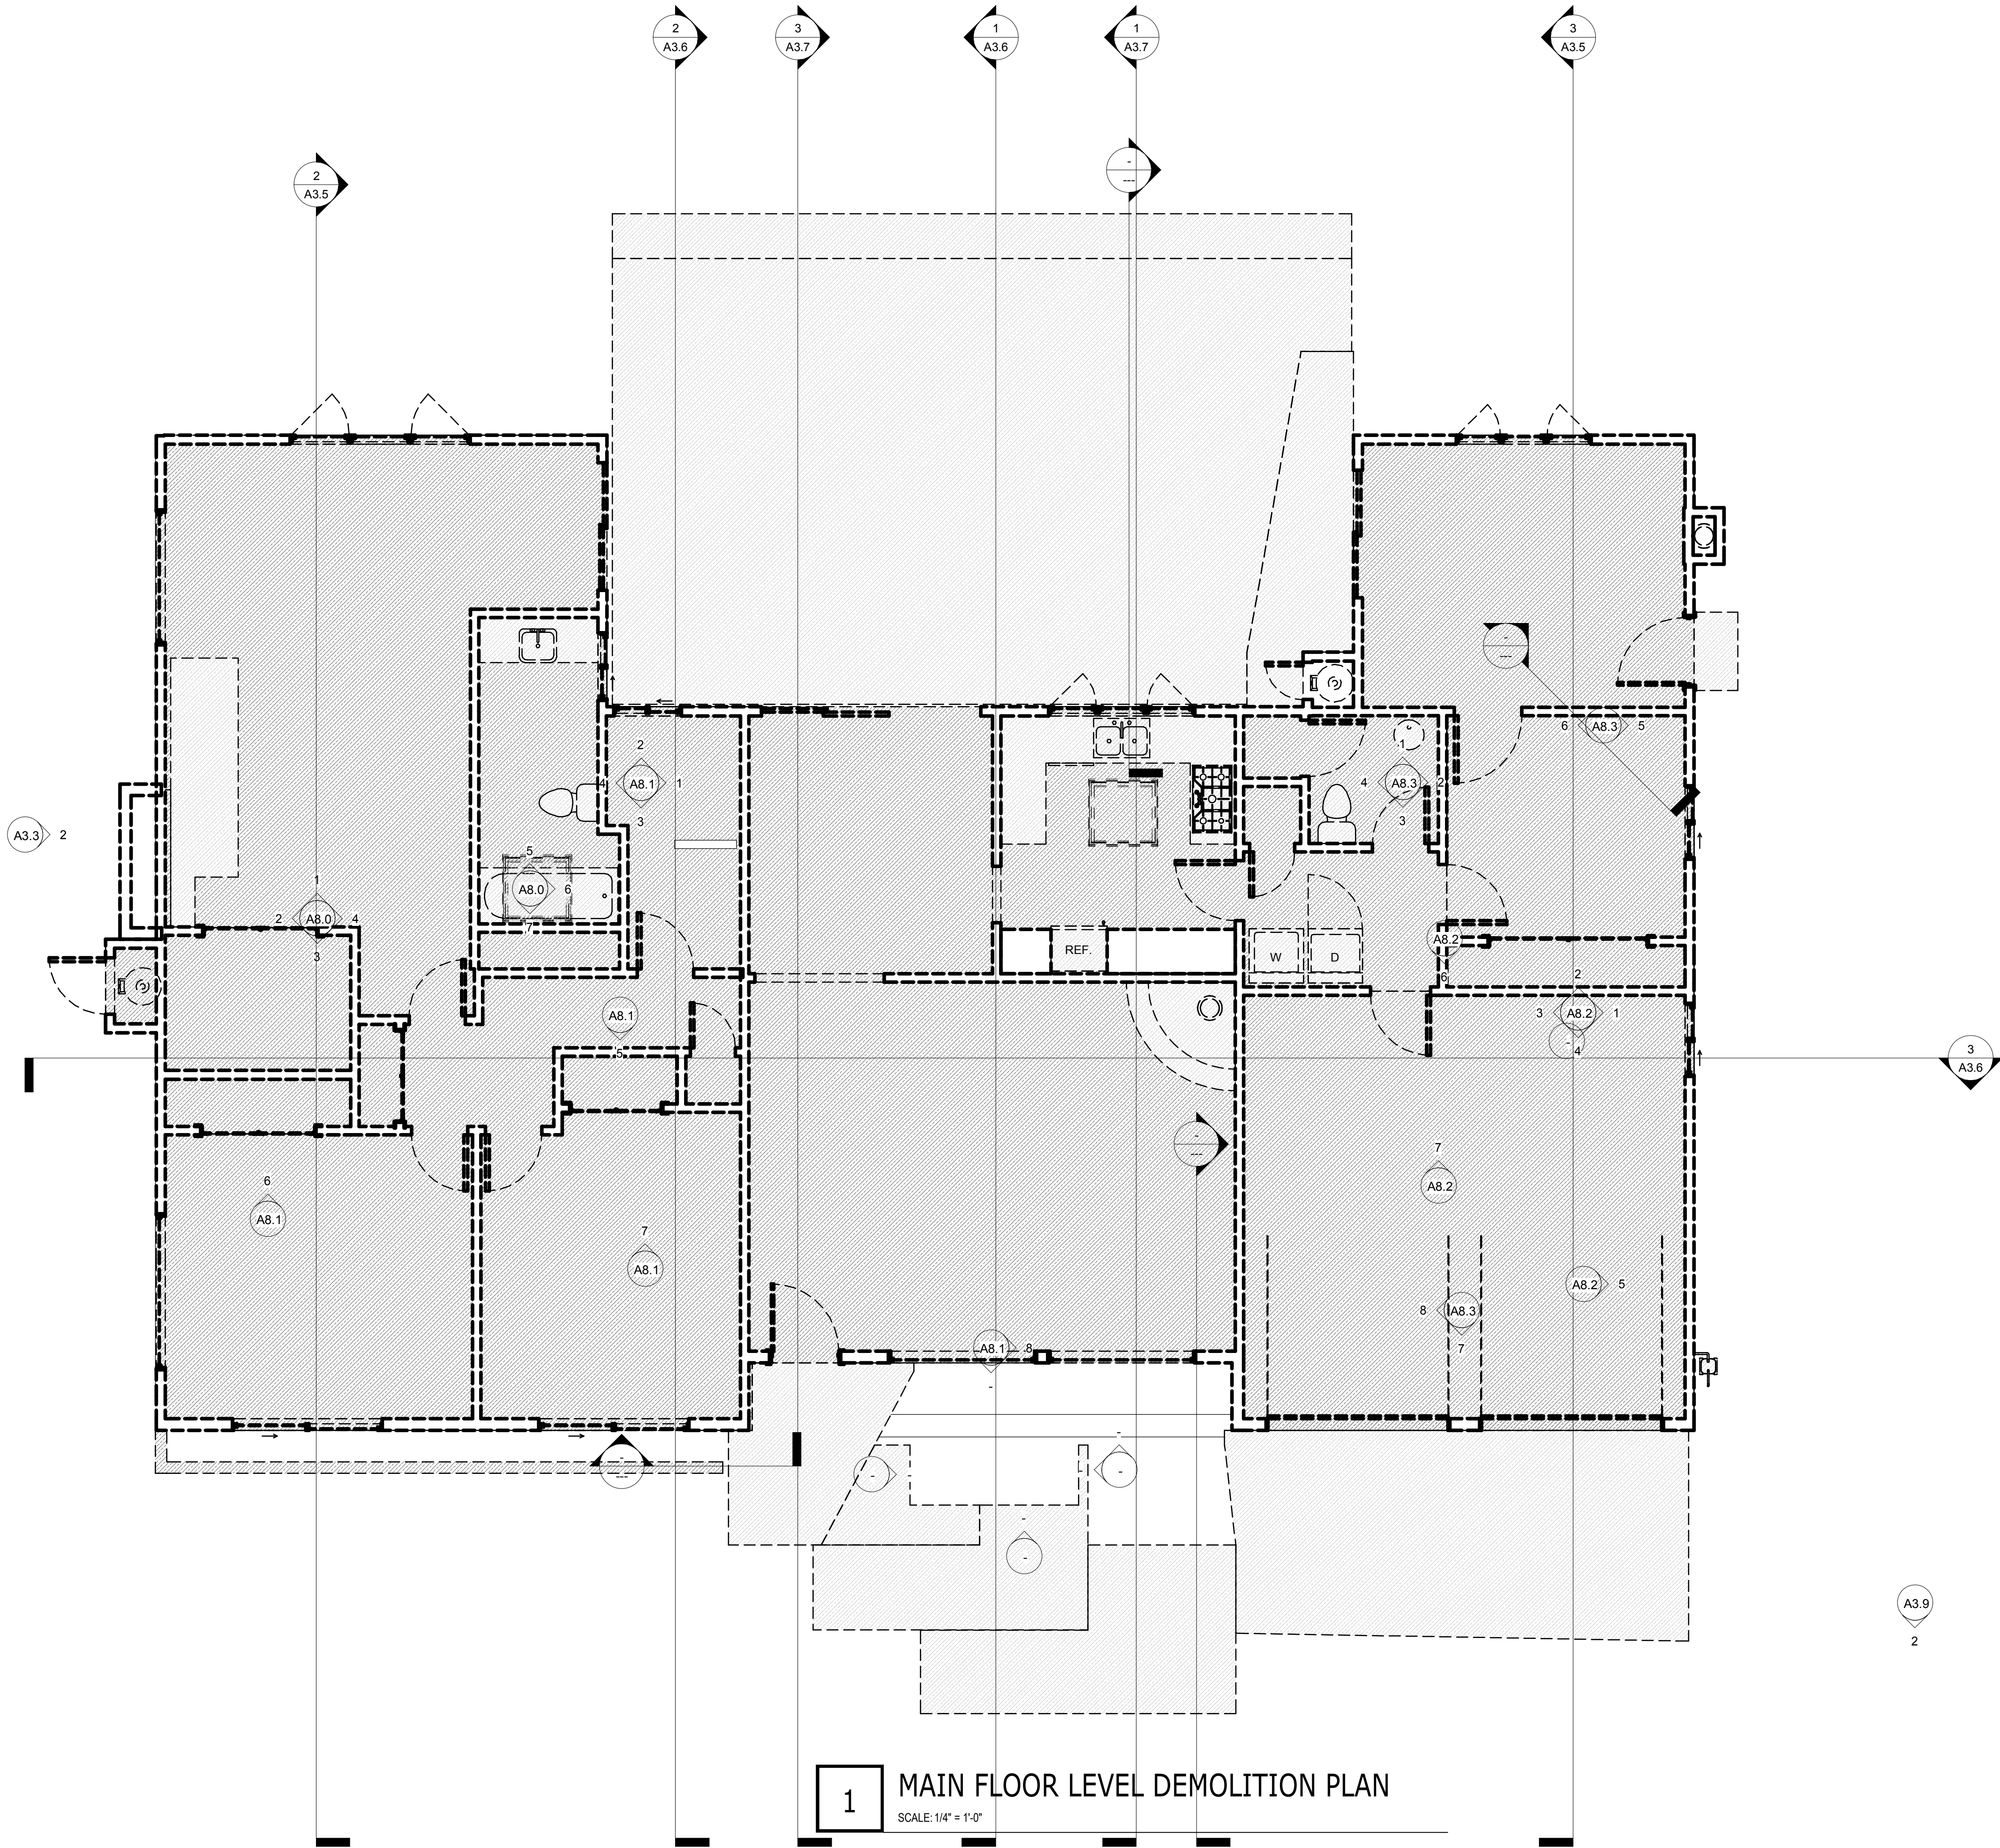 2
A3.6
3
A3.7
1
A3.6
1
A3.7
3
A3.5
-
---
2
A3.5
-
---
6
A8.3
5
2
4
A8.1
1
3
1
4
A8.3
2
3
A3.3
2
5
A8.0
6
7
1
2
A8.0
4
3
REF.
W
D
A8.2
6
2
3
A8.2
1
4
-
A8.1
5
3
A3.6
-
---
6
A8.1
7
A8.2
7
A8.1
A8.2
5
8
A8.3
7
A8.1
8
-
-
---
-
-
-
-
-
-
-
A3.9
2
1
MAIN FLOOR LEVEL DEMOLITION PLAN
SCALE: 1/4" = 1'-0"